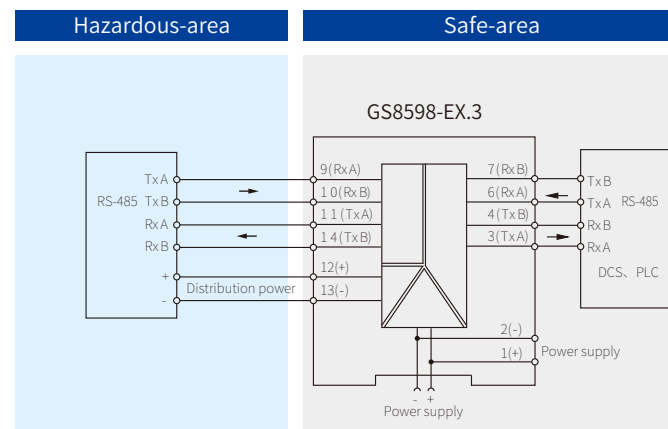 Hazardous-area
Safe-area
GS8598-EX.3
TxA
RS-485 TxB
RxA
RxB
+
Distribution power
-
9(RxA)
10(RxB)
11(TxA)
14(TxB)
12(+)
13(-)
7(RxB)
6(RxA)
4(TxB)
3(TxA)
2(-)
1(+)
Power supply
- +
Power supply
TxB
TxA RS-485
RxB
RxA
DCS、PLC